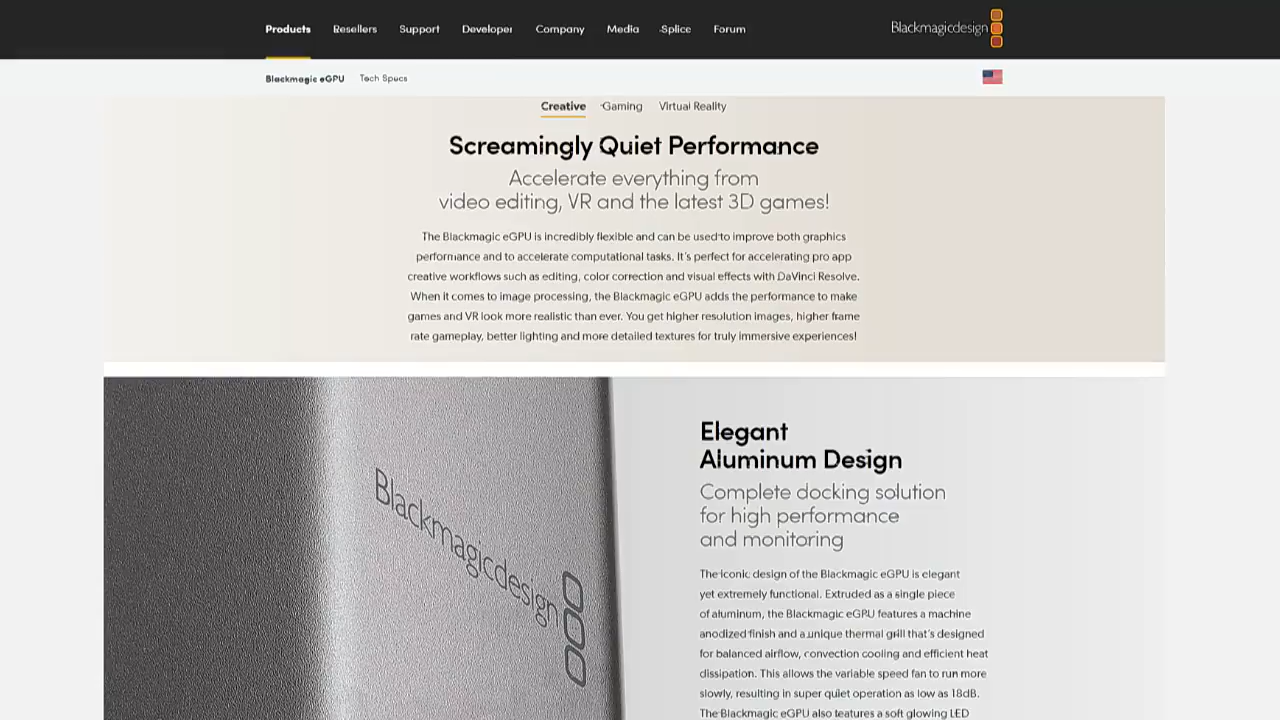 Products Resellers Support Developer Company Media Splice Forum Blackmagicdesign
Blackmagic eGPU Tech Specs
Creative Gaming Virtual Reality
Screamingly Quiet Performance
Accelerate everything from
video editing, VR and the latest 3D games!
The Blackmagic eGPU is incredibly flexible and can be used to improve both graphics
performance and to accelerate computational tasks. It's perfect for accelerating pro app
creative workflows such as editing, color correction and visual effects with DaVinci Resolve.
When it comes to image processing, the Blackmagic eGPU adds the performance to make
games and VR look more realistic than ever. You get higher resolution images, higher frame
rate gameplay, better lighting and more detailed textures for truly immersive experiences!
Blackmagicdesign
Elegant
Aluminum Design
Complete docking solution
for high performance
and monitoring
The iconic design of the Blackmagic eGPU is elegant
yet extremely functional. Extruded as a single piece
of aluminum, the Blackmagic eGPU features a machine
anodized finish and a unique thermal grill that's designed
for balanced airflow, convection cooling and efficient heat
dissipation. This allows the variable speed fan to run more
slowly, resulting in super quiet operation as low as 18dB.
The Blackmagic eGPU also features a soft glowing LED